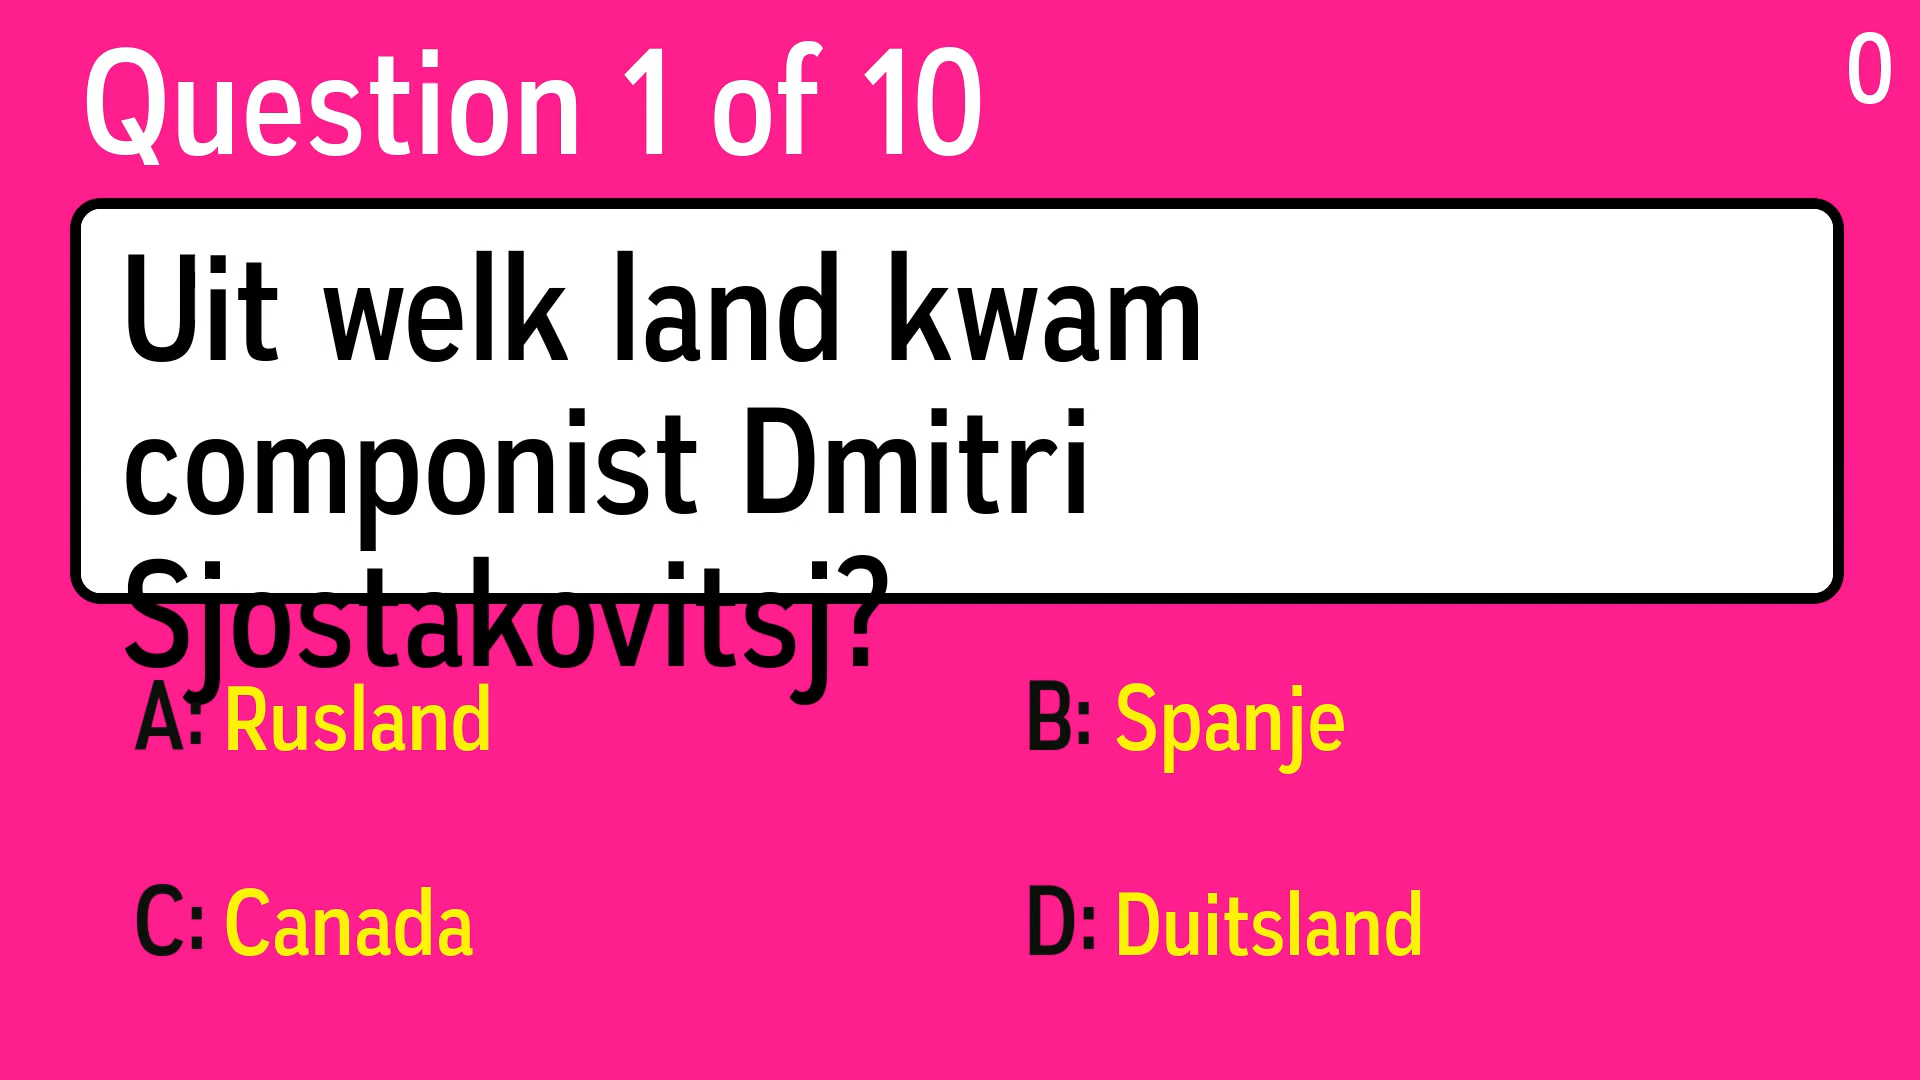 Question 1 of 10
0
Uit welk land kwam
componist Dmitri
Sjostakovitsj?
A: Rusland
B: Spanje
C: Canada
D: Duitsland